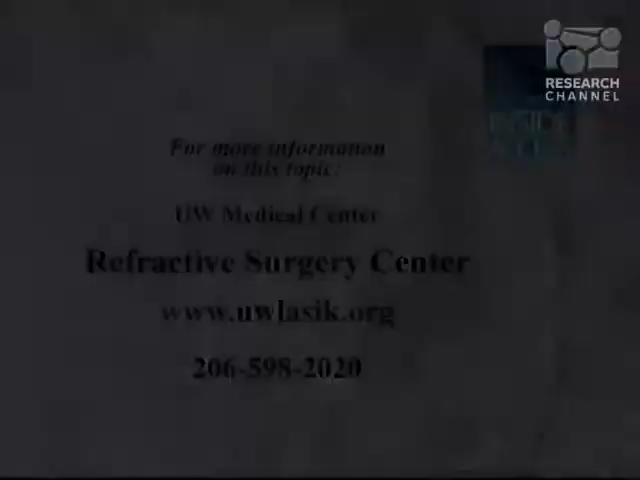 RESEARCH
CHANNEL
For more information
on this topic:
UW Medical Center
Refractive Surgery Center
www.uwlasik.org
206-598-2020